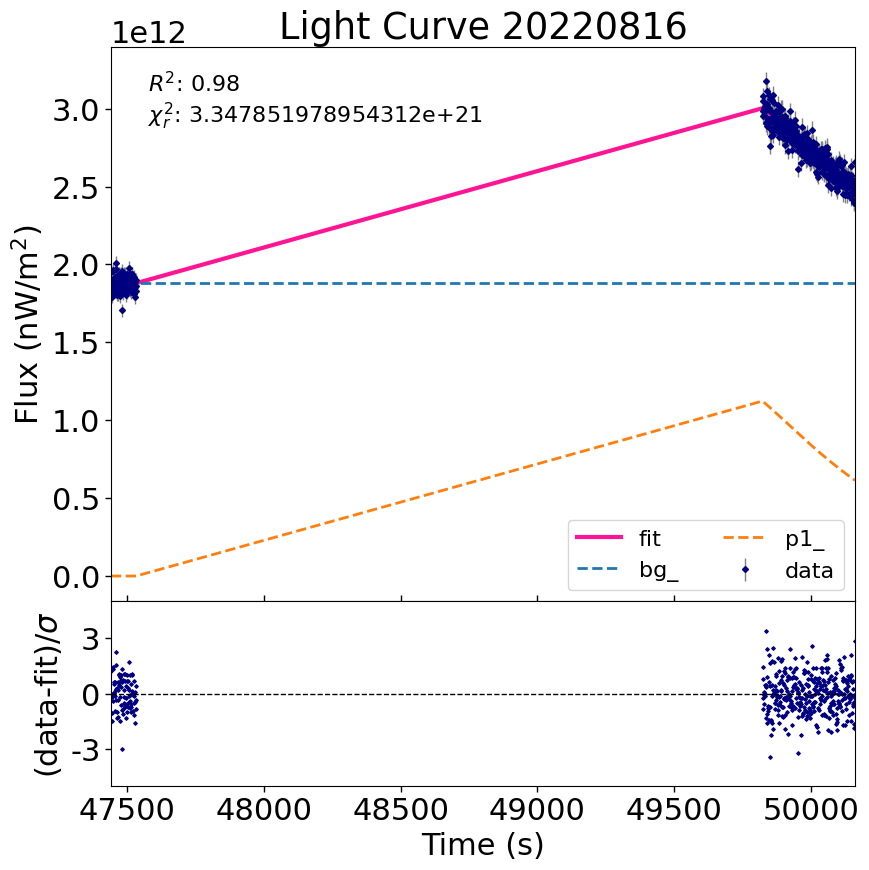 Light Curve 20220816
1e12
R²: 0.98
χ²ᵣ: 3.347851978954312e+21
Flux (nW/m²)
3.0
2.5
2.0
1.5
1.0
0.5
0.0
fit
bg_
p1_
data
(data-fit)/σ
3
0
-3
47500 48000 48500 49000 49500 50000
Time (s)